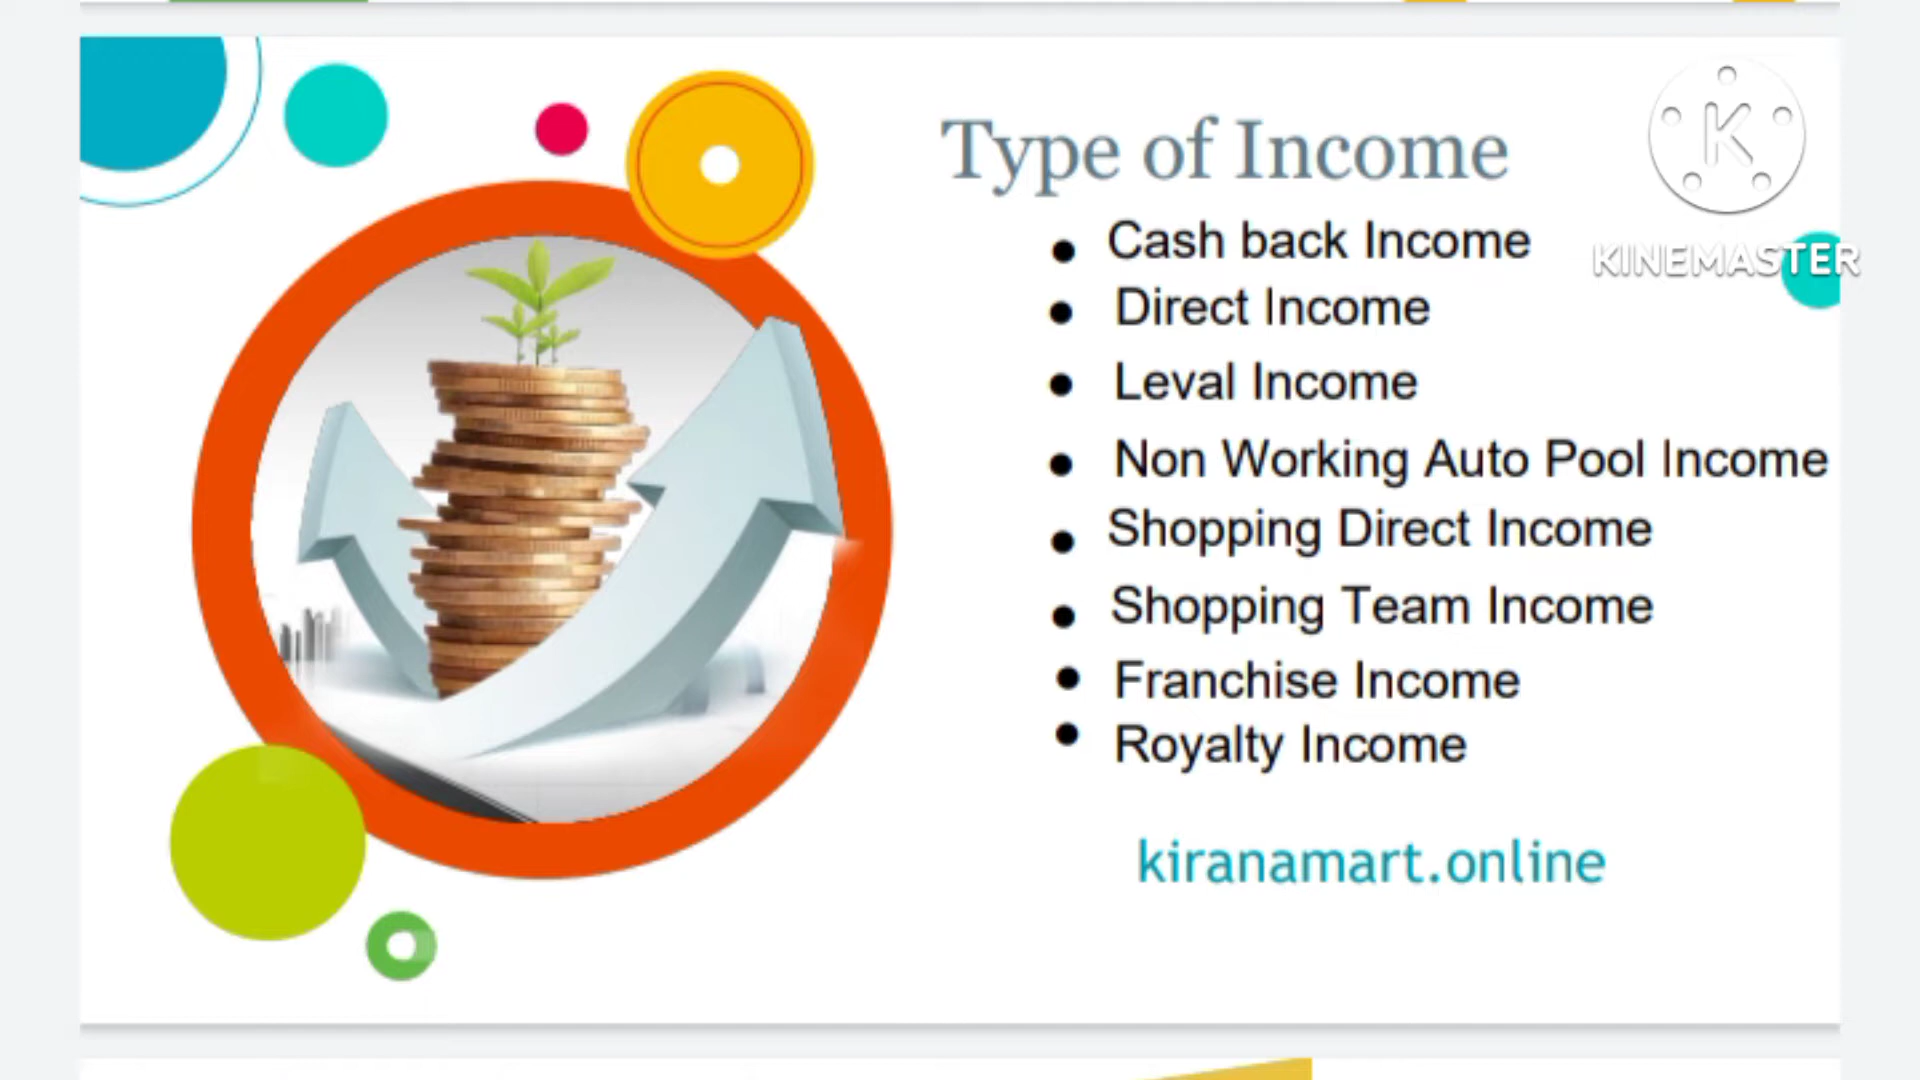 Type of Income
Cash back Income
Direct Income
Leval Income
Non Working Auto Pool Income
Shopping Direct Income
Shopping Team Income
Franchise Income
Royalty Income
kiranamart.online
K
KINEMASTER